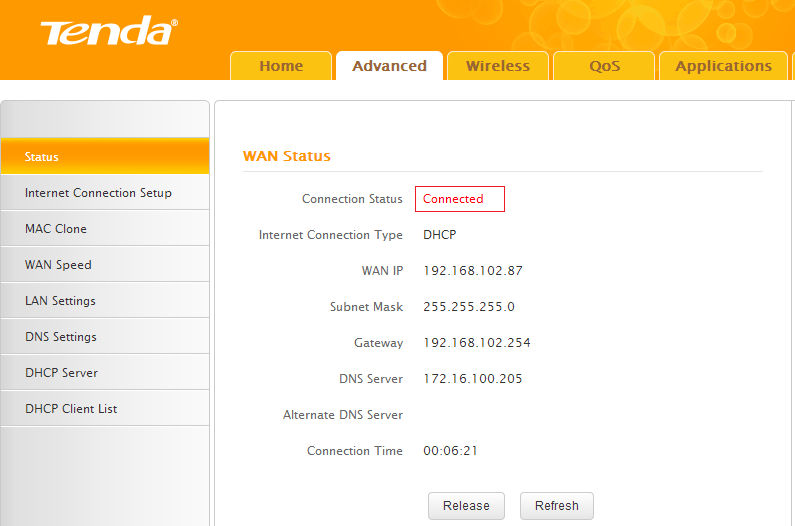 Tenda®
Home Advanced Wireless QoS Applications
Status
Internet Connection Setup
MAC Clone
WAN Speed
LAN Settings
DNS Settings
DHCP Server
DHCP Client List
WAN Status
Connection Status Connected
Internet Connection Type DHCP
WAN IP 192.168.102.87
Subnet Mask 255.255.255.0
Gateway 192.168.102.254
DNS Server 172.16.100.205
Alternate DNS Server
Connection Time 00:06:21
Release Refresh